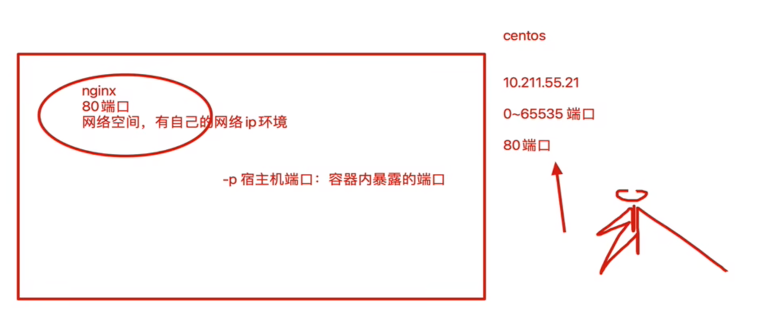 centos
nginx
80端口
网络空间，有自己的网络ip环境
10.211.55.21
0~65535 端口
80端口
-p 宿主机端口：容器内暴露的端口